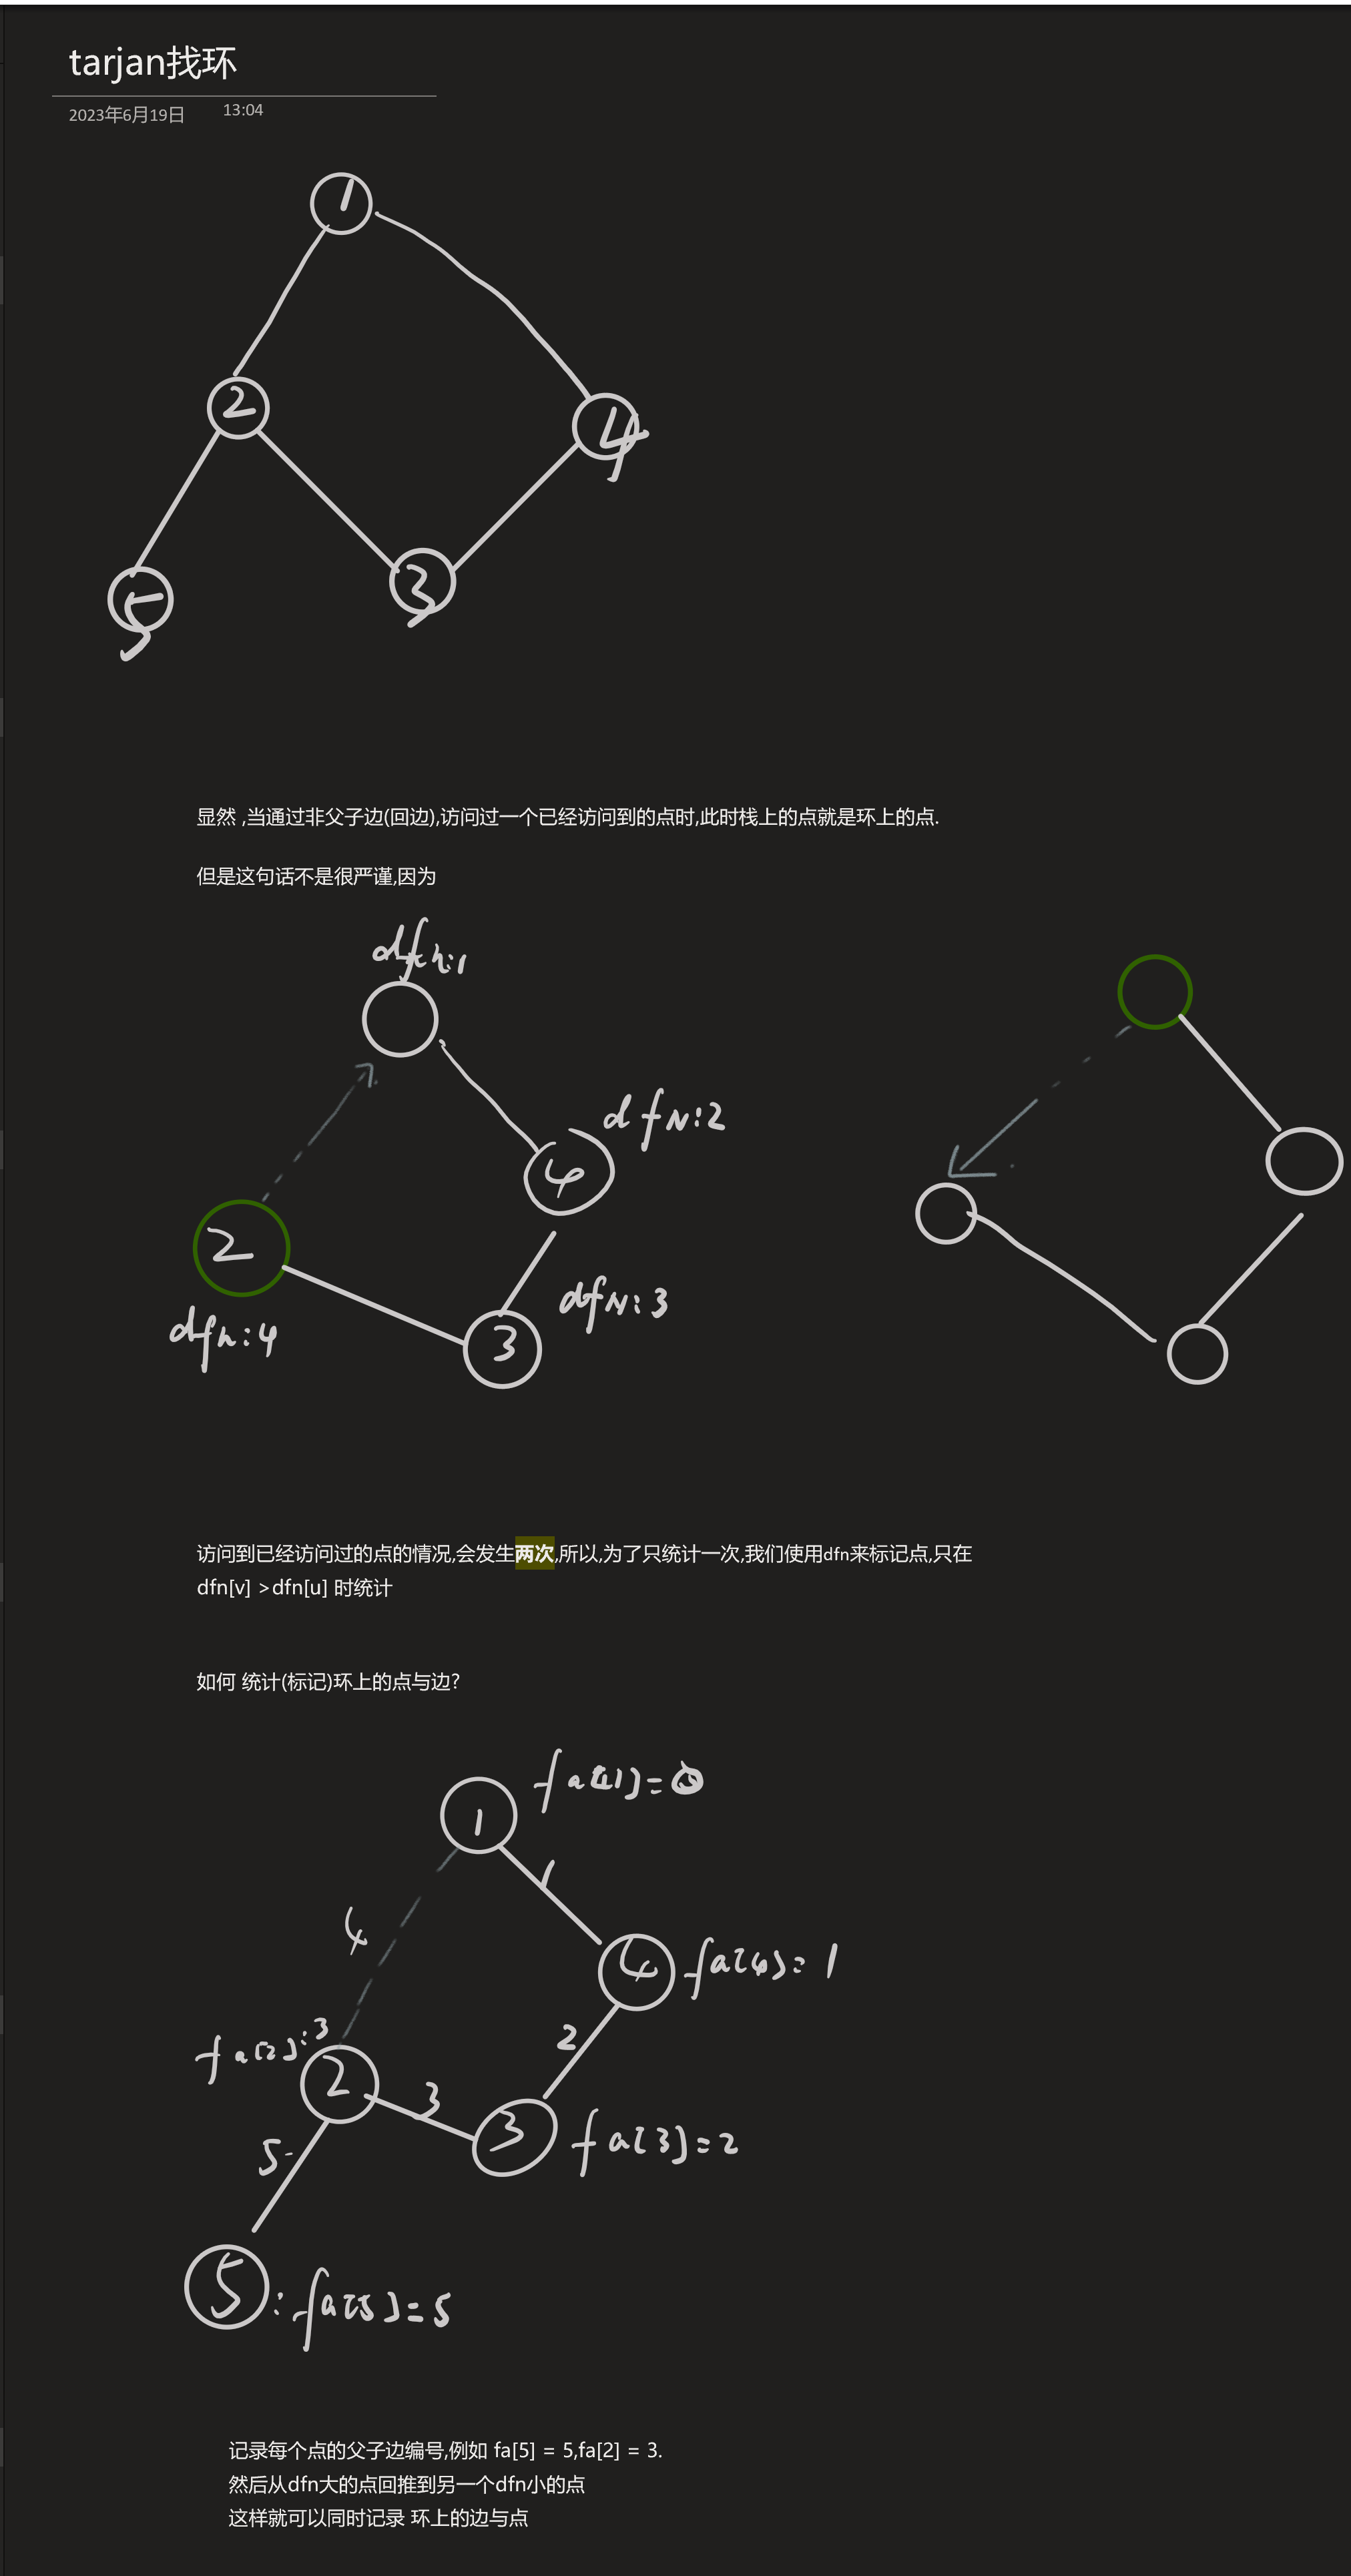 tarjan找环
2023年6月19日 13:04
1
2
4
5
3
显然 ,当通过非父子边(回边),访问过一个已经访问到的点时,此时栈上的点就是环上的点.
但是这句话不是很严谨,因为
dfn:1
dfN:2
4
2
dfN:3
dfn:4
3
访问到已经访问过的点的情况,会发生两次,所以,为了只统计一次,我们使用dfn来标记点,只在
dfn[v] >dfn[u] 时统计
如何 统计(标记)环上的点与边?
fa[1]=0
1
1
4
4
fa[4]=1
fa[2]:3
2
2
3
3
fa[3]=2
5
5
:fa[5]=5
记录每个点的父子边编号,例如 fa[5] = 5,fa[2] = 3.
然后从dfn大的点回推到另一个dfn小的点
这样就可以同时记录 环上的边与点